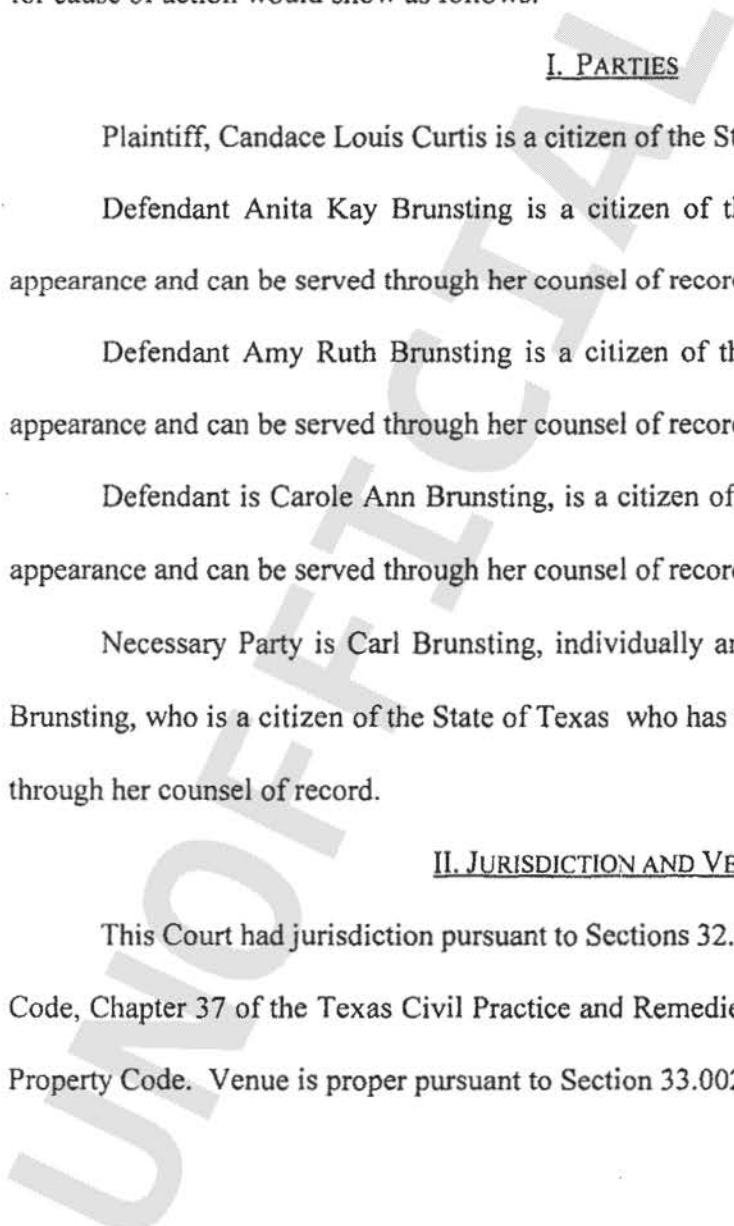 for cause of action would show as follows:
I. PARTIES
Plaintiff, Candace Louis Curtis is a citizen of the St
Defendant Anita Kay Brunsting is a citizen of th
appearance and can be served through her counsel of record
Defendant Amy Ruth Brunsting is a citizen of th
appearance and can be served through her counsel of record
Defendant is Carole Ann Brunsting, is a citizen of
appearance and can be served through her counsel of record
Necessary Party is Carl Brunsting, individually an
Brunsting, who is a citizen of the State of Texas who has
through her counsel of record.
II. JURISDICTION AND VE
This Court had jurisdiction pursuant to Sections 32.
Code, Chapter 37 of the Texas Civil Practice and Remedie
Property Code. Venue is proper pursuant to Section 33.002
UNOFFICIAL